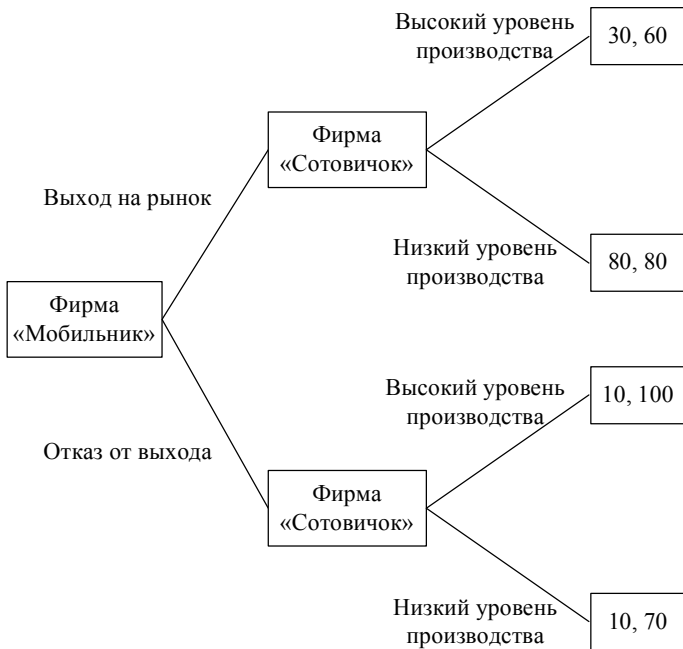 Высокий уровень
производства
30, 60
Фирма
«Сотовичок»
Выход на рынок
Низкий уровень
производства
80, 80
Фирма
«Мобильник»
Высокий уровень
производства
10, 100
Отказ от выхода
Фирма
«Сотовичок»
Низкий уровень
производства
10, 70